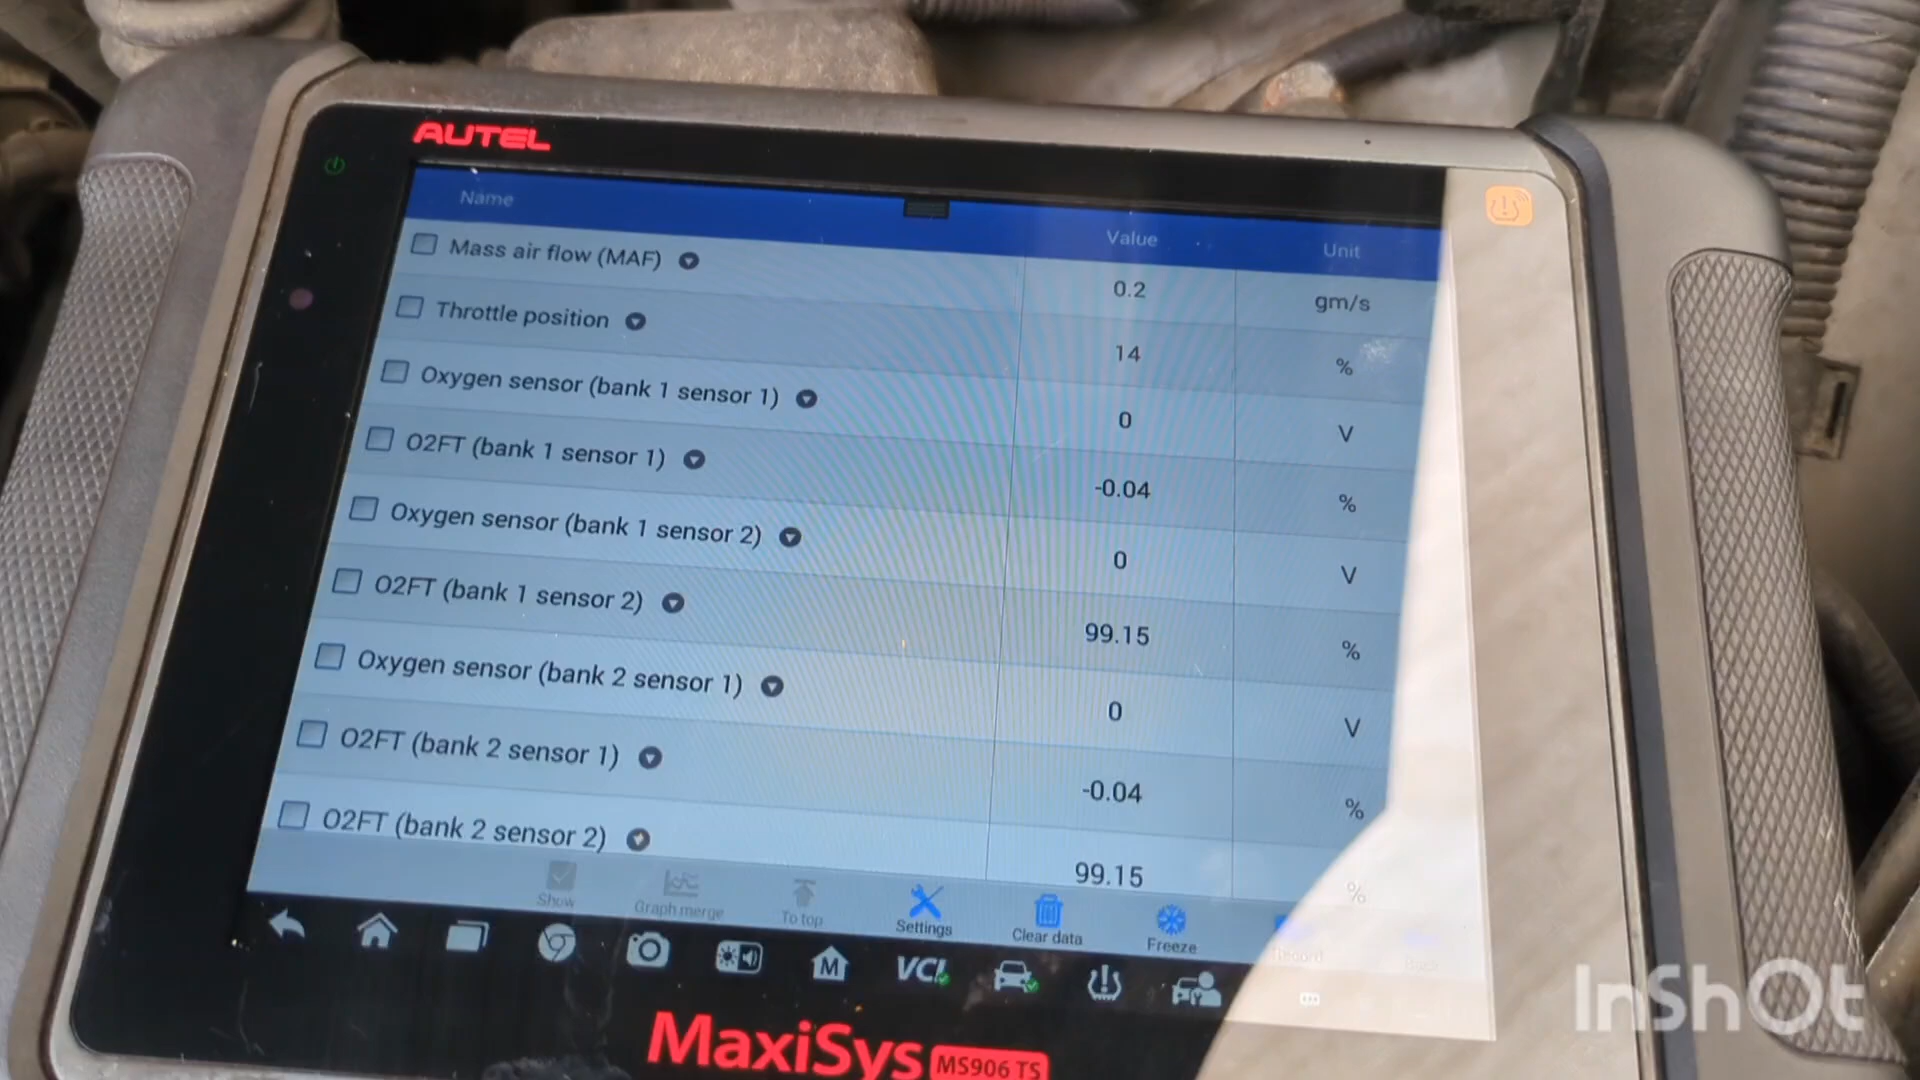 AUTEL
Name Value Unit
Mass air flow (MAF) 0.2 gm/s
Throttle position 14 %
Oxygen sensor (bank 1 sensor 1) 0 V
O2FT (bank 1 sensor 1) -0.04 %
Oxygen sensor (bank 1 sensor 2) 0 V
O2FT (bank 1 sensor 2) 99.15 %
Oxygen sensor (bank 2 sensor 1) 0 V
O2FT (bank 2 sensor 1) -0.04 %
O2FT (bank 2 sensor 2) 99.15 %
Show Graph merge To top Settings Clear data Freeze Record
M VCI
MaxiSys MS906 TS
InShOt